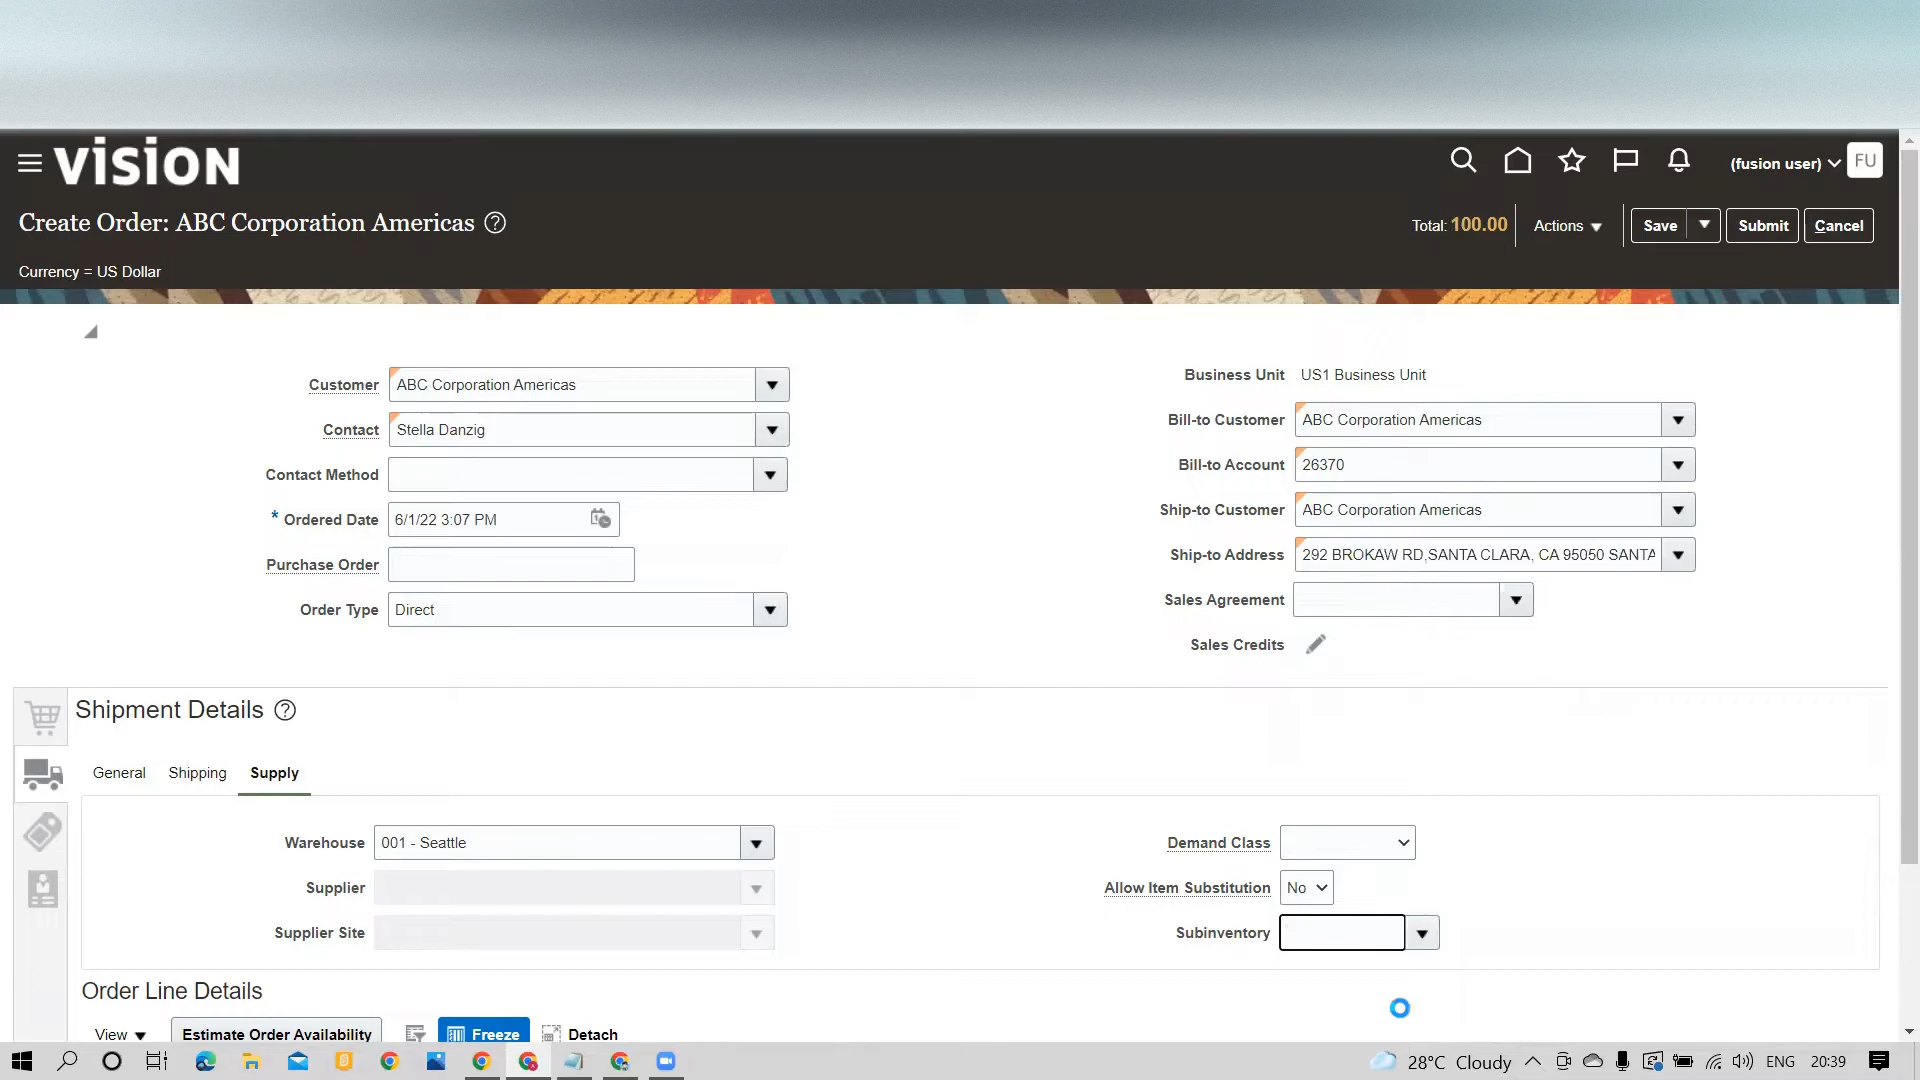 vision
(fusion user)
FU
Create Order: ABC Corporation Americas
Total: 100.00
Actions
Save
Submit
Cancel
Currency = US Dollar
Customer ABC Corporation Americas
Contact Stella Danzig
Contact Method
* Ordered Date 6/1/22 3:07 PM
Purchase Order
Order Type Direct
Business Unit US1 Business Unit
Bill-to Customer ABC Corporation Americas
Bill-to Account 26370
Ship-to Customer ABC Corporation Americas
Ship-to Address 292 BROKAW RD,SANTA CLARA, CA 95050 SANTA
Sales Agreement
Sales Credits
Shipment Details
General Shipping Supply
Warehouse 001 - Seattle
Supplier
Supplier Site
Demand Class
Allow Item Substitution No
Subinventory
Order Line Details
View Estimate Order Availability Freeze Detach
28°C Cloudy ENG 20:39